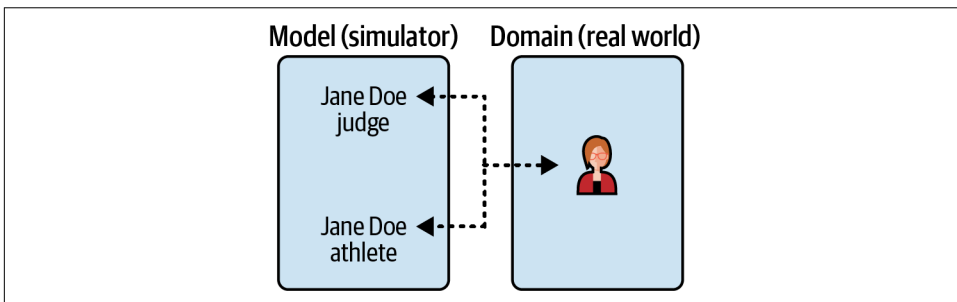 Model (simulator) Domain (real world)
Jane Doe
judge
Jane Doe
athlete